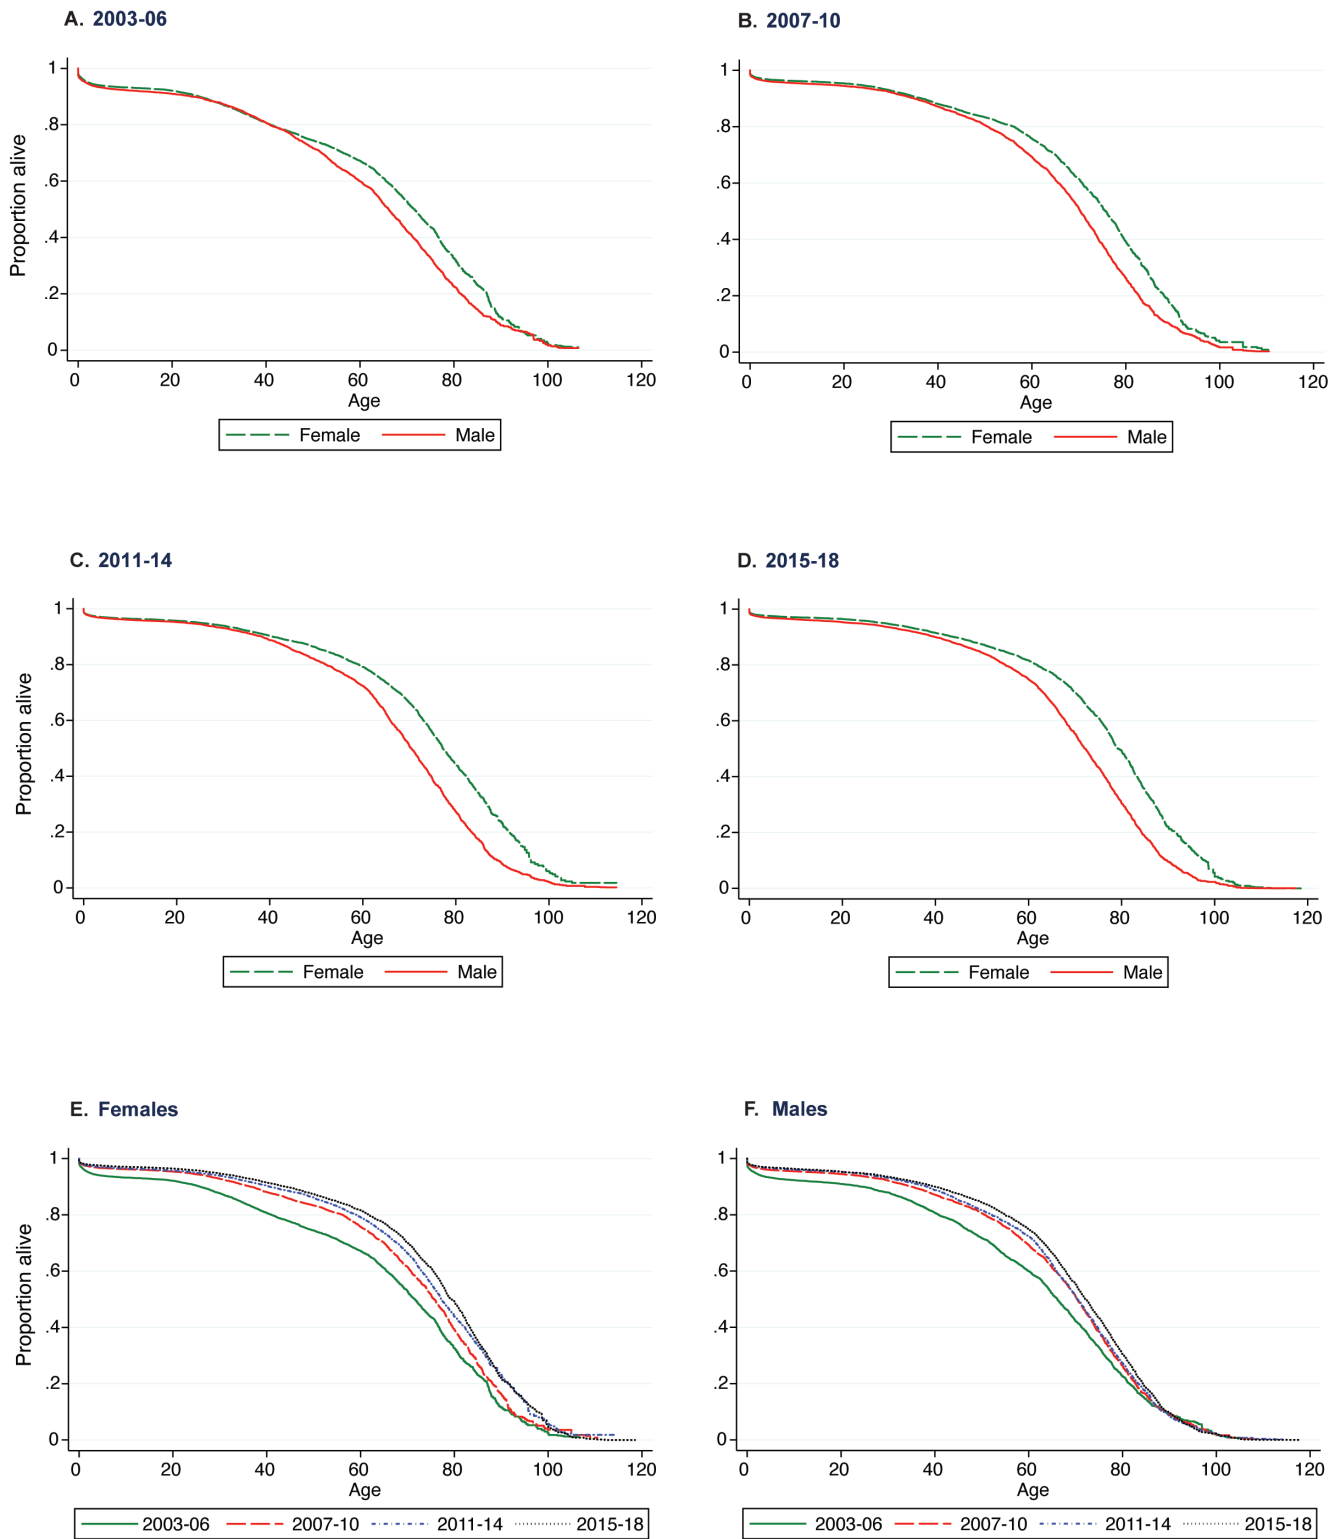 A. 2003-06
B. 2007-10
Proportion alive
1
.8
.6
.4
.2
0
0 20 40 60 80 100 120
Age
Female Male
1
.8
.6
.4
.2
0
0 20 40 60 80 100 120
Age
Female Male
C. 2011-14
D. 2015-18
Proportion alive
1
.8
.6
.4
.2
0
0 20 40 60 80 100 120
Age
Female Male
1
.8
.6
.4
.2
0
0 20 40 60 80 100 120
Age
Female Male
E. Females
F. Males
Proportion alive
1
.8
.6
.4
.2
0
0 20 40 60 80 100 120
Age
2003-06 2007-10 2011-14 2015-18
1
.8
.6
.4
.2
0
0 20 40 60 80 100 120
Age
2003-06 2007-10 2011-14 2015-18